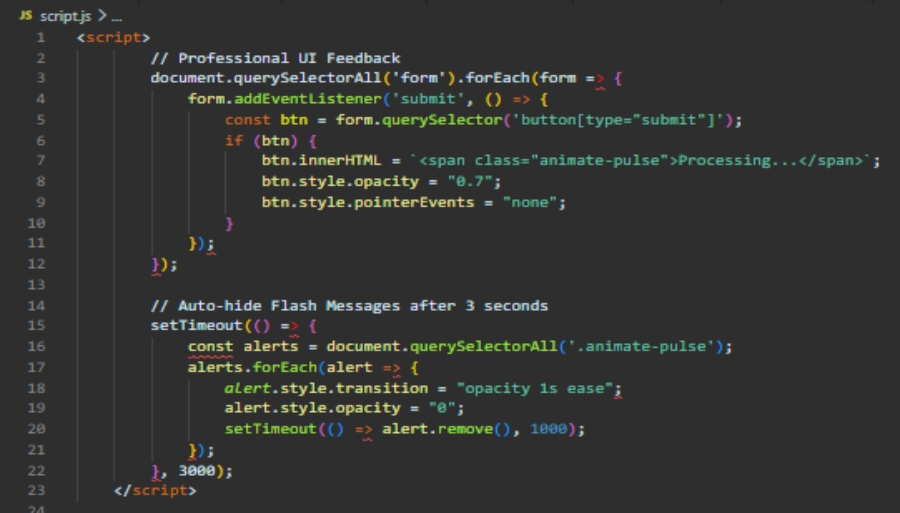 JS script.js > ...
1 <script>
2 // Professional UI Feedback
3 document.querySelectorAll('form').forEach(form => {
4 form.addEventListener('submit', () => {
5 const btn = form.querySelector('button[type="submit"]');
6 if (btn) {
7 btn.innerHTML = `<span class="animate-pulse">Processing...</span>`;
8 btn.style.opacity = "0.7";
9 btn.style.pointerEvents = "none";
10 }
11 });
12 });
13
14 // Auto-hide Flash Messages after 3 seconds
15 setTimeout(() => {
16 const alerts = document.querySelectorAll('.animate-pulse');
17 alerts.forEach(alert => {
18 alert.style.transition = "opacity 1s ease";
19 alert.style.opacity = "0";
20 setTimeout(() => alert.remove(), 1000);
21 });
22 }, 3000);
23 </script>
24